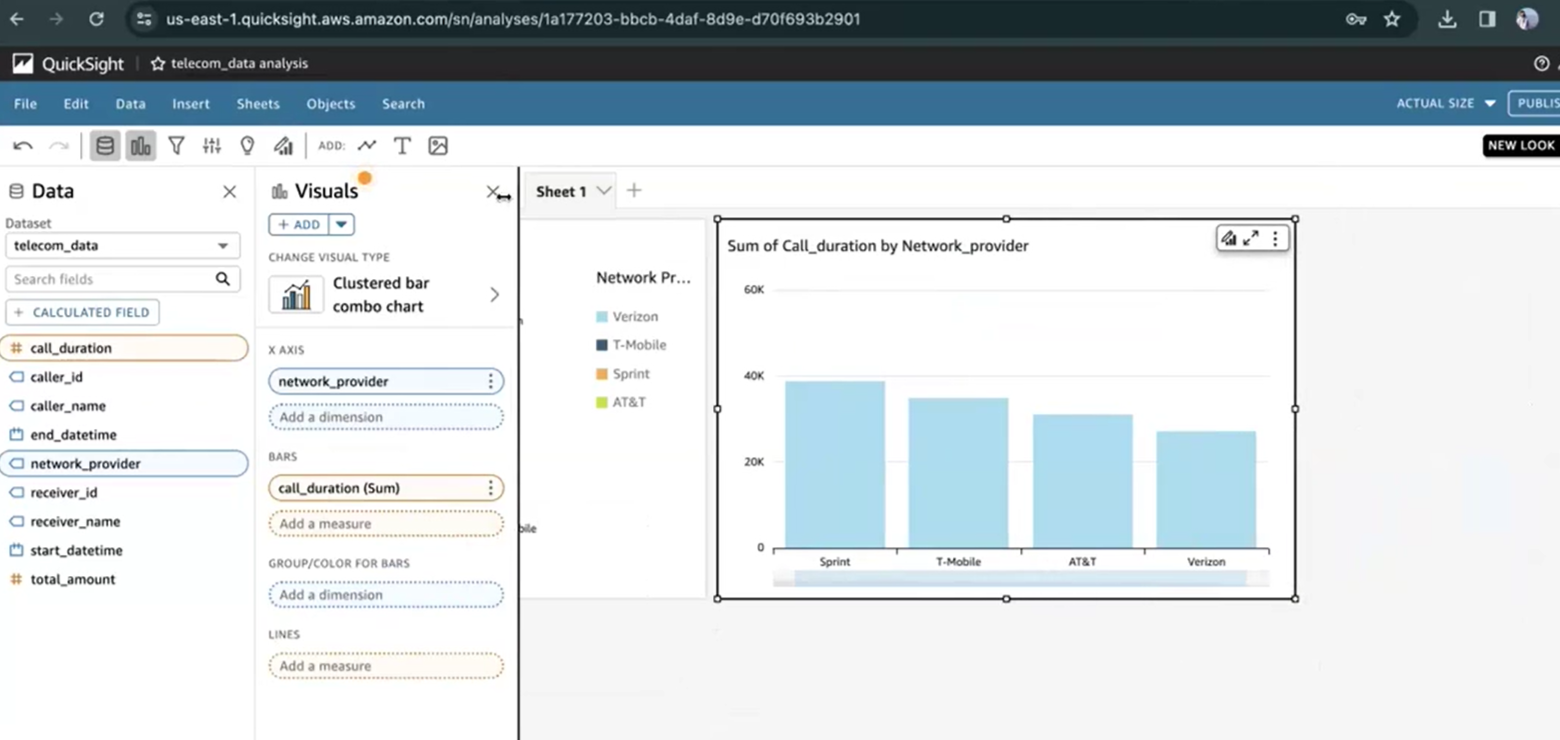 us-east-1.quicksight.aws.amazon.com/sn/analyses/1a177203-bbcb-4daf-8d9e-d70f693b2901
QuickSight telecom_data analysis
File Edit Data Insert Sheets Objects Search ACTUAL SIZE PUBLIS
ADD: NEW LOOK
Data
Dataset
telecom_data
Search fields
+ CALCULATED FIELD
call_duration
caller_id
caller_name
end_datetime
network_provider
receiver_id
receiver_name
start_datetime
total_amount
Visuals
+ ADD
CHANGE VISUAL TYPE
Clustered bar
combo chart
X AXIS
network_provider
Add a dimension
BARS
call_duration (Sum)
Add a measure
GROUP/COLOR FOR BARS
Add a dimension
LINES
Add a measure
Sheet 1
Network Pr...
Verizon
T-Mobile
Sprint
AT&T
bile
Sum of Call_duration by Network_provider
60K
40K
20K
0
Sprint T-Mobile AT&T Verizon